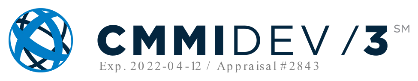 CMMIDEV/3℠
Exp. 2022-04-12 / Appraisal #2843